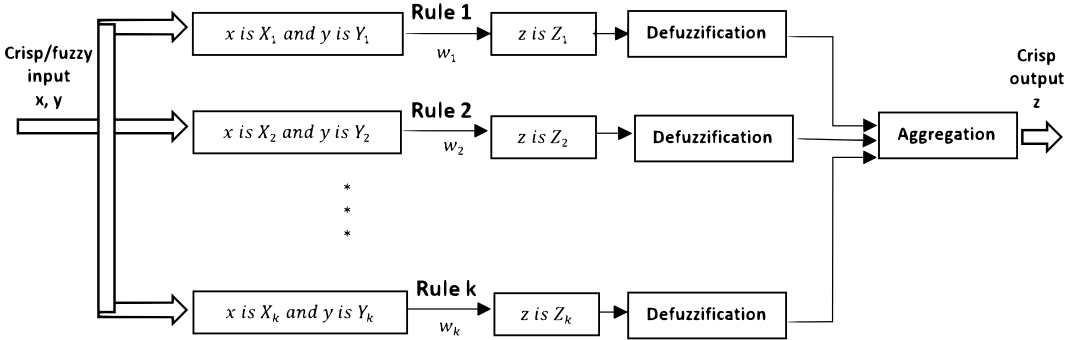 Crisp/fuzzy
input
x, y
Rule 1
x is X₁ and y is Y₁
w₁
z is Z₁
Defuzzification
Rule 2
x is X₂ and y is Y₂
w₂
z is Z₂
Defuzzification
*
*
*
Rule k
x is Xₖ and y is Yₖ
wₖ
z is Zₖ
Defuzzification
Aggregation
Crisp
output
z